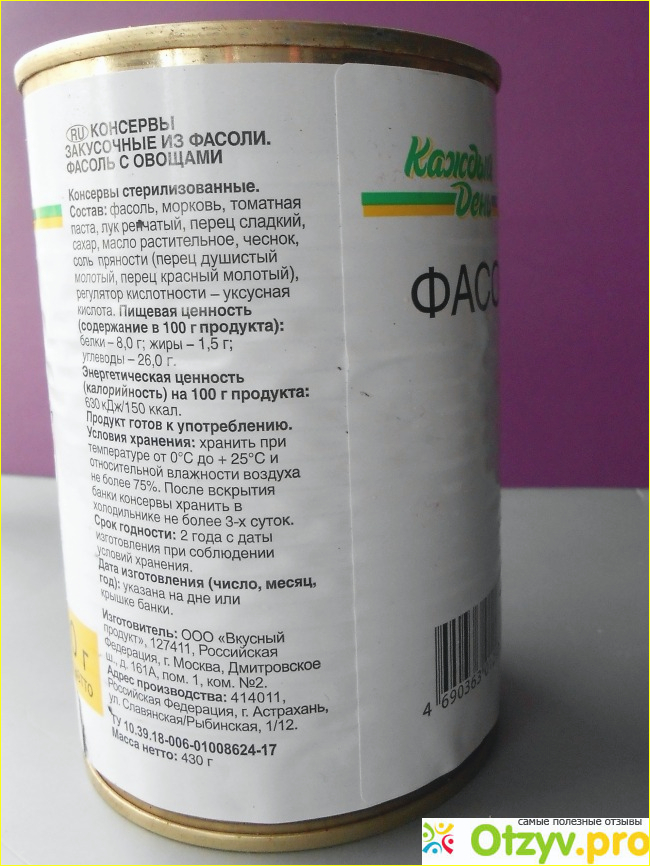 RU КОНСЕРВЫ
ЗАКУСОЧНЫЕ ИЗ ФАСОЛИ.
ФАСОЛЬ С ОВОЩАМИ
Консервы стерилизованные.
Состав: фасоль, морковь, томатная
паста, лук репчатый, перец сладкий,
сахар, масло растительное, чеснок,
соль пряности (перец душистый
молотый, перец красный молотый),
регулятор кислотности – уксусная
кислота. Пищевая ценность
(содержание в 100 г продукта):
белки – 8,0 г; жиры – 1,5 г;
углеводы – 26,0 г.
Энергетическая ценность
(калорийность) на 100 г продукта:
630 кДж/150 ккал.
Продукт готов к употреблению.
Условия хранения: хранить при
температуре от 0°С до + 25°С и
относительной влажности воздуха
не более 75%. После вскрытия
банки консервы хранить в
холодильнике не более 3-х суток.
Срок годности: 2 года с даты
изготовления при соблюдении
условий хранения.
Дата изготовления (число, месяц,
год): указана на дне или
крышке банки.
Изготовитель: ООО «Вкусный
продукт», 127411, Российская
Федерация, г. Москва, Дмитровское
ш., д. 161А, пом. 1, ком. №2.
Адрес производства: 414011,
Российская Федерация, г. Астрахань,
ул. Славянская/Рыбинская, 1/12.
ТУ 10.39.18-006-01008624-17
Масса нетто: 430 г
Каждый
День
ФАСО
4 690363
0 г
самые полезные отзывы
Otzyv.pro